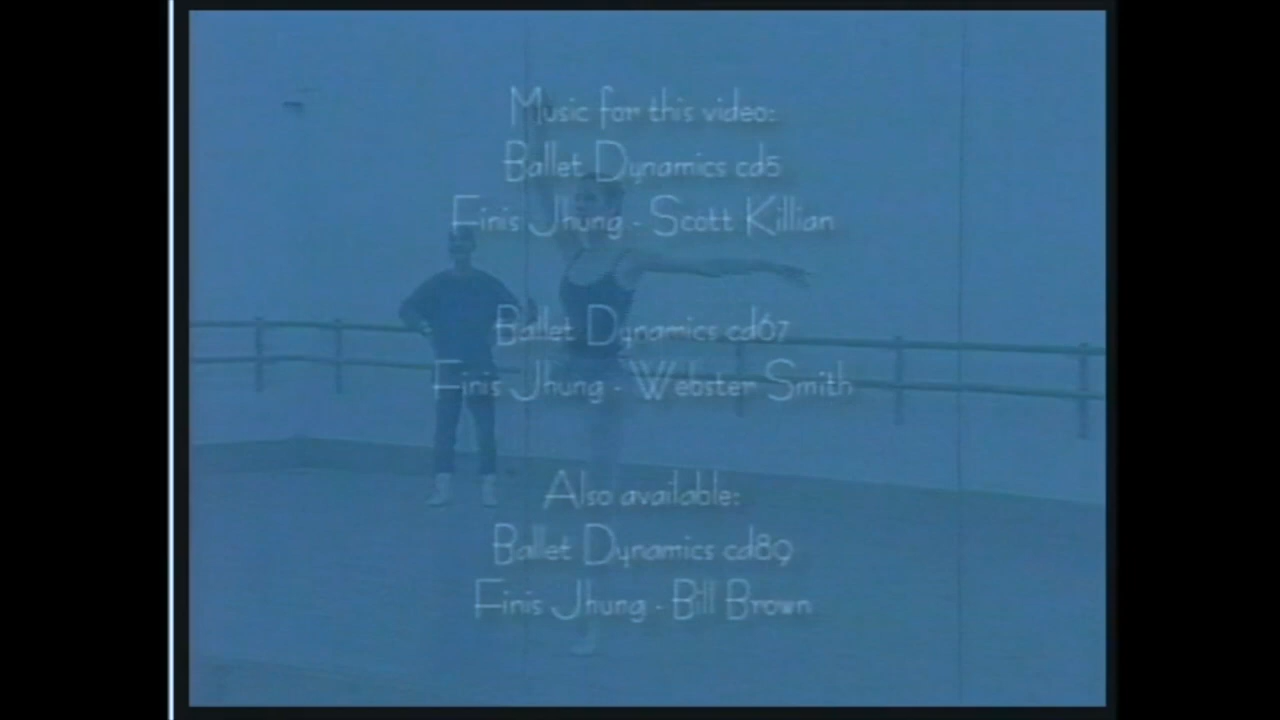 Music for this video:
Ballet Dynamics cd5
Finis Jhung - Scott Killian
Ballet Dynamics cd67
Finis Jhung - Webster Smith
Also available:
Ballet Dynamics cd89
Finis Jhung - Bill Brown